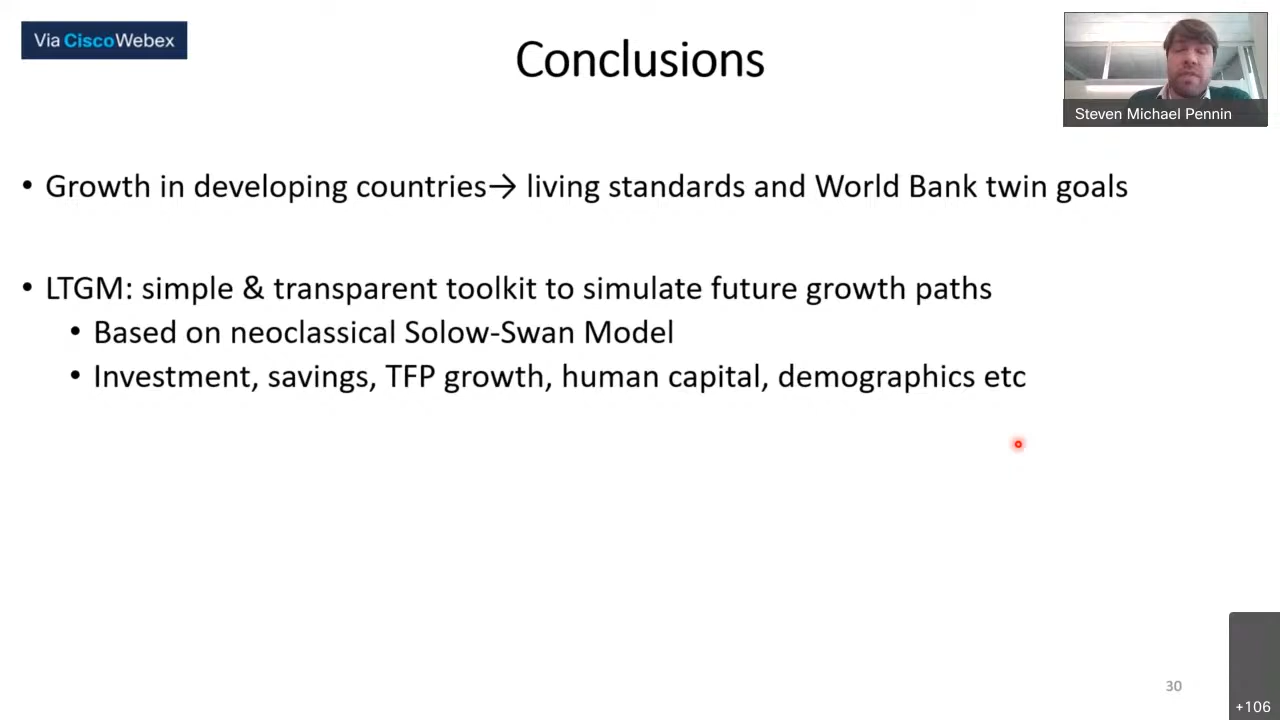 Via Cisco Webex
Conclusions
Steven Michael Pennin
• Growth in developing countries→ living standards and World Bank twin goals
• LTGM: simple & transparent toolkit to simulate future growth paths
• Based on neoclassical Solow-Swan Model
• Investment, savings, TFP growth, human capital, demographics etc
30
+106